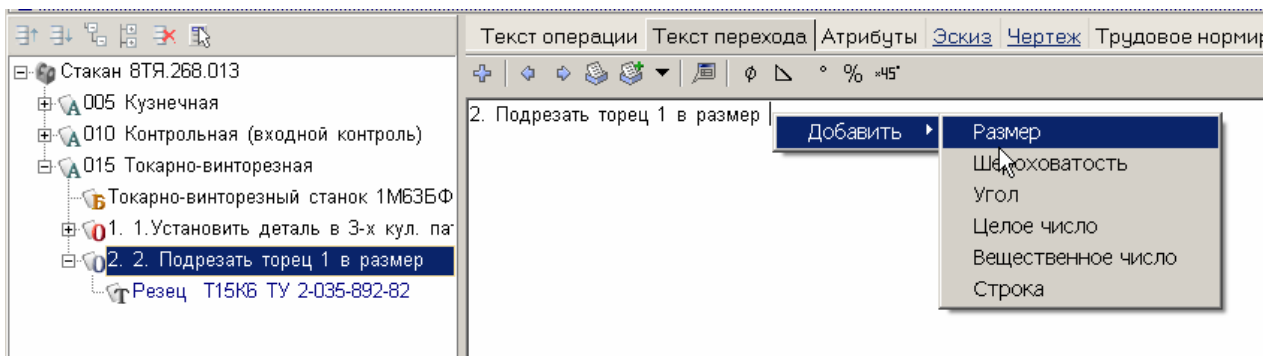 Текст операции Текст перехода Атрибуты Эскиз Чертеж Трудовое нормир
Стакан 8ТЯ.268.013
005 Кузнечная
010 Контрольная (входной контроль)
015 Токарно-винторезная
Токарно-винторезный станок 1М63БФ
1. 1.Установить деталь в 3-х кул. пат
2. 2. Подрезать торец 1 в размер
Резец Т15К6 ТУ 2-035-892-82
° % ×45°
2. Подрезать торец 1 в размер
Добавить
Размер
Шероховатость
Угол
Целое число
Вещественное число
Строка